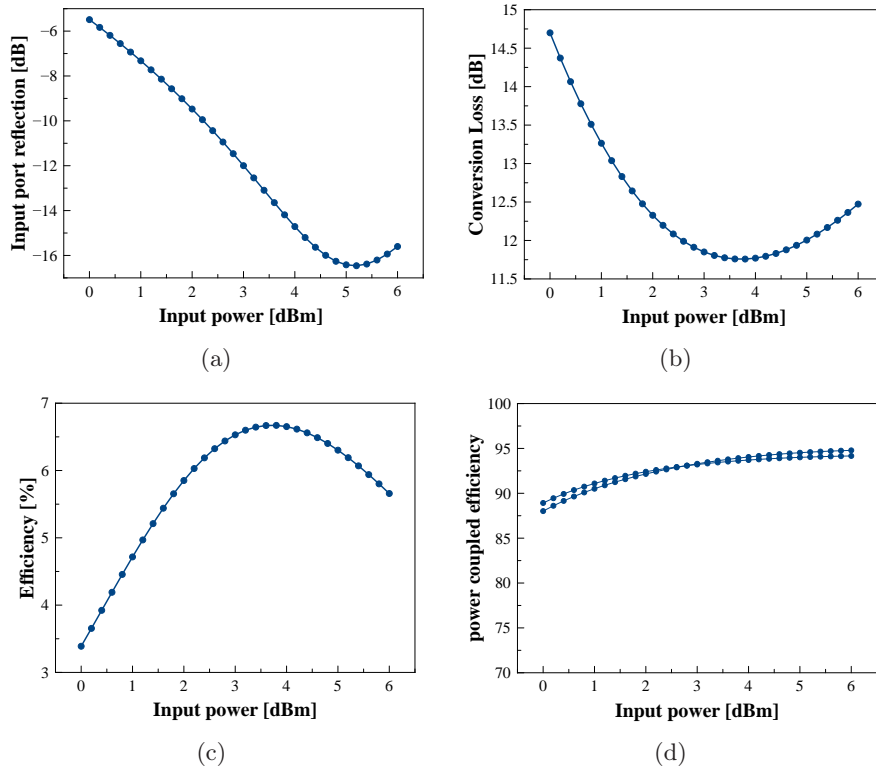 Input port reflection [dB]
−6
−8
−10
−12
−14
−16
0 1 2 3 4 5 6
Input power [dBm]
(a)
Conversion Loss [dB]
15
14.5
14
13.5
13
12.5
12
11.5
0 1 2 3 4 5 6
Input power [dBm]
(b)
Efficiency [%]
7
6
5
4
3
0 1 2 3 4 5 6
Input power [dBm]
(c)
power coupled efficiency
100
95
90
85
80
75
70
0 1 2 3 4 5 6
Input power [dBm]
(d)